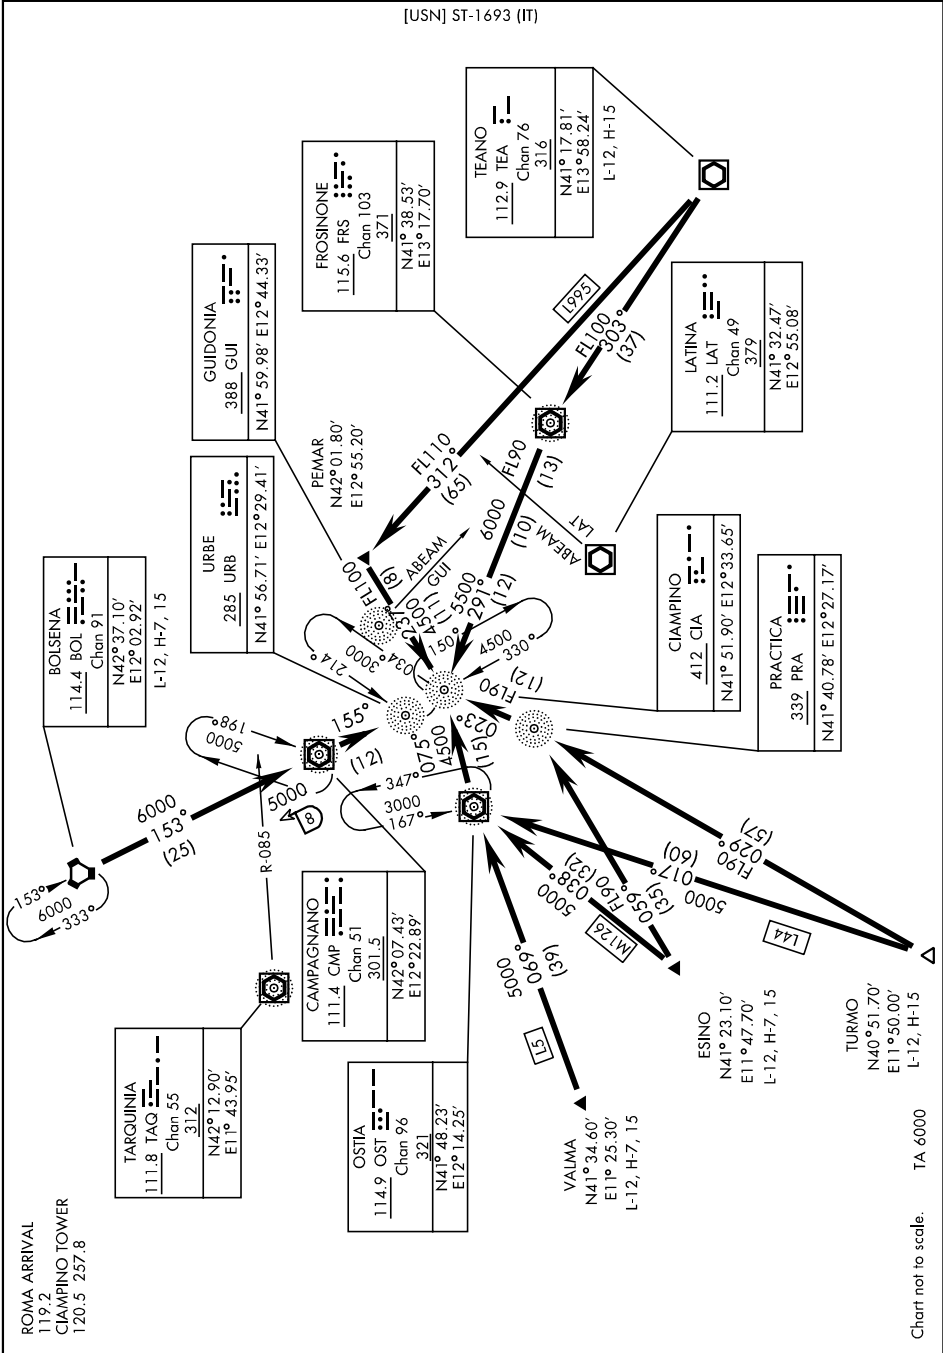 [USN] ST-1693 (IT)
ROMA ARRIVAL
119.2
CIAMPINO TOWER
120.5 257.8
TARQUINIA
111.8 TAQ
Chan 55
312
N42° 12.90′
E11° 43.95′
BOLSENA
114.4 BOL
Chan 91
N42° 37.10′
E12° 02.92′
L-12, H-7, 15
URBE
285 URB
N41° 56.71′ E12° 29.41′
GUIDONIA
388 GUI
N41° 59.98′ E12° 44.33′
FROSINONE
115.6 FRS
Chan 103
371
N41° 38.53′
E13° 17.70′
TEANO
112.9 TEA
Chan 76
316
N41° 17.81′
E13° 58.24′
L-12, H-15
PEMAR
N42° 01.80′
E12° 55.20′
OSTIA
114.9 OST
Chan 96
321
N41° 48.23′
E12° 14.25′
CAMPAGNANO
111.4 CMP
Chan 51
301.5
N42° 07.43′
E12° 22.89′
LATINA
111.2 LAT
Chan 49
379
N41° 32.47′
E12° 55.08′
CIAMPINO
412 CIA
N41° 51.90′ E12° 33.65′
PRACTICA
339 PRA
N41° 40.78′ E12° 27.17′
VALMA
N41° 34.60′
E11° 25.30′
L-12, H-7, 15
ESINO
N41° 23.10′
E11° 47.70′
L-12, H-7, 15
TURMO
N40° 51.70′
E11° 50.00′
L-12, H-15
153°
6000
333°
6000
153°
(25)
R-085
198°
5000
5000
8
155°
(12)
214°
3000
034°
FL100
(8)
237°
4500
(11)
ABEAM
GUI
FL110
312°
(65)
L995
FL100
303°
(37)
FL90
(13)
6000
(10)
5500
291°
(12)
ABEAM
LAT
150°
4500
330°
FL90
(12)
023°
075°
4500
(15)
347°
3000
167°
5000
069°
(39)
L5
5000
038°
(32)
M126
FL90
059°
(35)
5000
017°
(60)
L44
FL90
029°
(57)
Chart not to scale.
TA 6000